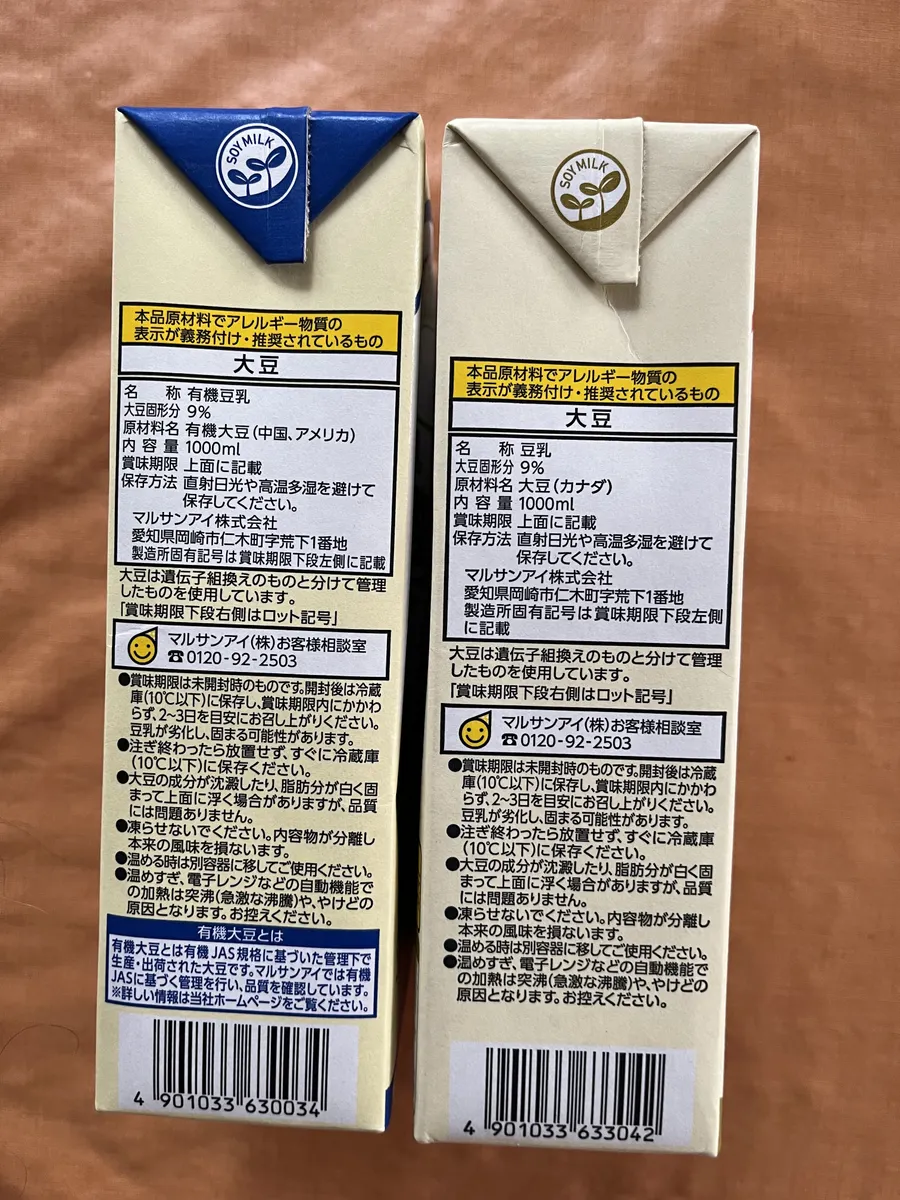 SOY MILK
本品原材料でアレルギー物質の
表示が義務付け・推奨されているもの
大豆
名 称 有機豆乳
大豆固形分 9%
原材料名 有機大豆(中国、アメリカ)
内容量 1000ml
賞味期限 上面に記載
保存方法 直射日光や高温多湿を避けて
保存してください。
マルサンアイ株式会社
愛知県岡崎市仁木町字荒下1番地
製造所固有記号は賞味期限下段左側に記載
大豆は遺伝子組換えのものと分けて管理
したものを使用しています。
「賞味期限下段右側はロット記号」
マルサンアイ(株)お客様相談室
☎0120-92-2503
●賞味期限は未開封時のものです。開封後は冷蔵
庫(10℃以下)に保存し、賞味期限内にかかわ
らず、2~3日を目安にお召し上がりください。
豆乳が劣化し、固まる可能性があります。
●注ぎ終わったら放置せず、すぐに冷蔵庫
(10℃以下)に保存ください。
●大豆の成分が沈澱したり、脂肪分が白く固
まって上面に浮く場合がありますが、品質
には問題ありません。
●凍らせないでください。内容物が分離し
本来の風味を損ないます。
●温める時は別容器に移してご使用ください。
●温めすぎ、電子レンジなどの自動機能で
の加熱は突沸(急激な沸騰)や、やけどの
原因となります。お控えください。
有機大豆とは
有機大豆とは有機JAS規格に基づいた管理下で
生産・出荷された大豆です。マルサンアイでは有機
JASに基づく管理を行い、品質を確認しています。
※詳しい情報は当社ホームページをご覧ください。
4 901033 630034
SOY MILK
本品原材料でアレルギー物質の
表示が義務付け・推奨されているもの
大豆
名 称 豆乳
大豆固形分 9%
原材料名 大豆(カナダ)
内容量 1000ml
賞味期限 上面に記載
保存方法 直射日光や高温多湿を避けて
保存してください。
マルサンアイ株式会社
愛知県岡崎市仁木町字荒下1番地
製造所固有記号は賞味期限下段左側
に記載
大豆は遺伝子組換えのものと分けて管理
したものを使用しています。
「賞味期限下段右側はロット記号」
マルサンアイ(株)お客様相談室
☎0120-92-2503
●賞味期限は未開封時のものです。開封後は冷蔵
庫(10℃以下)に保存し、賞味期限内にかかわ
らず、2~3日を目安にお召し上がりください。
豆乳が劣化し、固まる可能性があります。
●注ぎ終わったら放置せず、すぐに冷蔵庫
(10℃以下)に保存ください。
●大豆の成分が沈澱したり、脂肪分が白く固
まって上面に浮く場合がありますが、品質
には問題ありません。
●凍らせないでください。内容物が分離し
本来の風味を損ないます。
●温める時は別容器に移してご使用ください。
●温めすぎ、電子レンジなどの自動機能で
の加熱は突沸(急激な沸騰)や、やけどの
原因となります。お控えください。
4 901033 633042